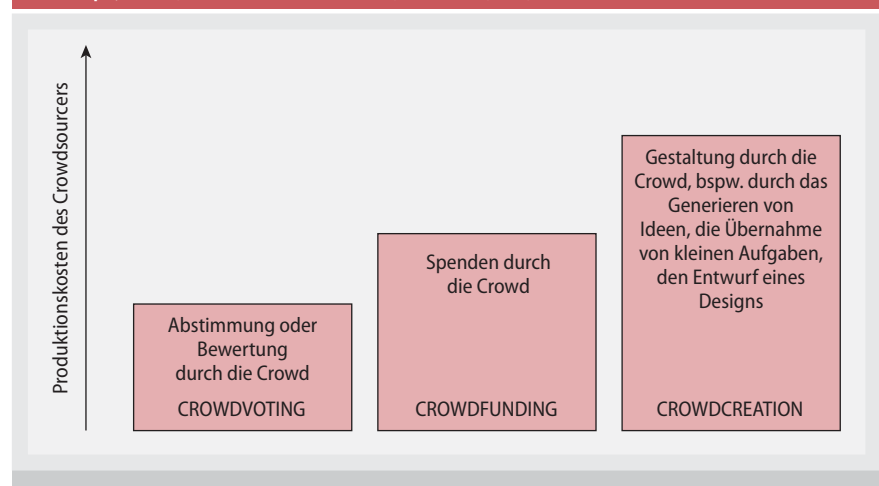 Produktionskosten des Crowdsourcers
Abstimmung oder
Bewertung
durch die Crowd
CROWDVOTING
Spenden durch
die Crowd
CROWDFUNDING
Gestaltung durch die
Crowd, bspw. durch das
Generieren von
Ideen, die Übernahme
von kleinen Aufgaben,
den Entwurf eines
Designs
CROWDCREATION